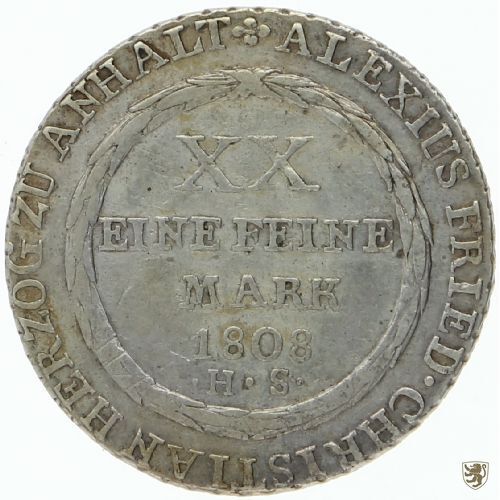 ALEXIUS FRIED·CHRISTIAN HERZOG ZU ANHALT
XX
EINE FEINE
MARK
1808
H·S·